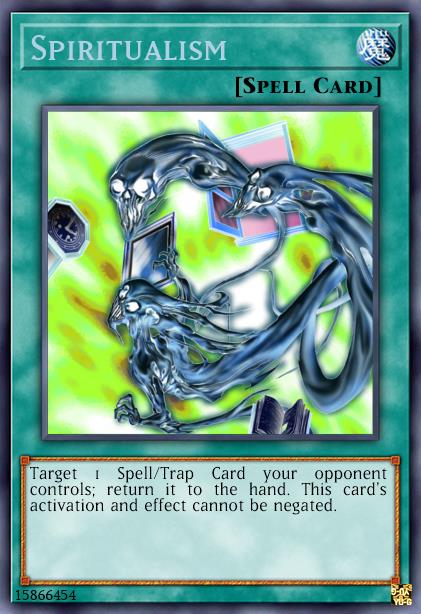 Spiritualism
魔
[Spell Card]
Target 1 Spell/Trap Card your opponent
controls; return it to the hand. This card's
activation and effect cannot be negated.
15866454